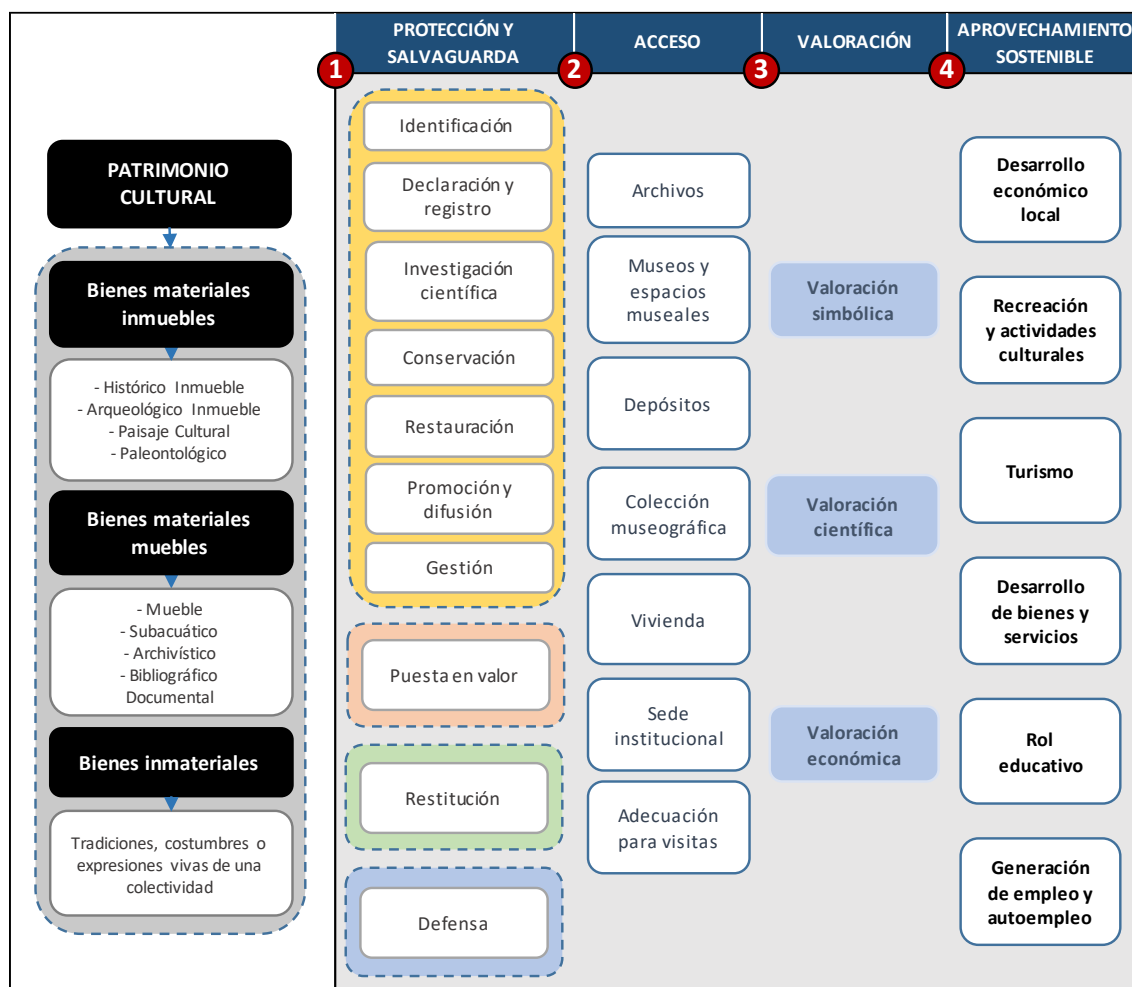 PROTECCIÓN Y
SALVAGUARDA
ACCESO
VALORACIÓN
APROVECHAMIENTO
SOSTENIBLE
1
2
3
4
PATRIMONIO
CULTURAL
Bienes materiales
inmuebles
- Histórico Inmueble
- Arqueológico Inmueble
- Paisaje Cultural
- Paleontológico
Bienes materiales
muebles
- Mueble
- Subacuático
- Archivístico
- Bibliográfico
Documental
Bienes inmateriales
Tradiciones, costumbres o
expresiones vivas de una
colectividad
Identificación
Declaración y
registro
Investigación
científica
Conservación
Restauración
Promoción y
difusión
Gestión
Puesta en valor
Restitución
Defensa
Archivos
Museos y
espacios
museales
Depósitos
Colección
museográfica
Vivienda
Sede
institucional
Adecuación
para visitas
Valoración
simbólica
Valoración
científica
Valoración
económica
Desarrollo
económico
local
Recreación
y actividades
culturales
Turismo
Desarrollo
de bienes y
servicios
Rol
educativo
Generación
de empleo y
autoempleo